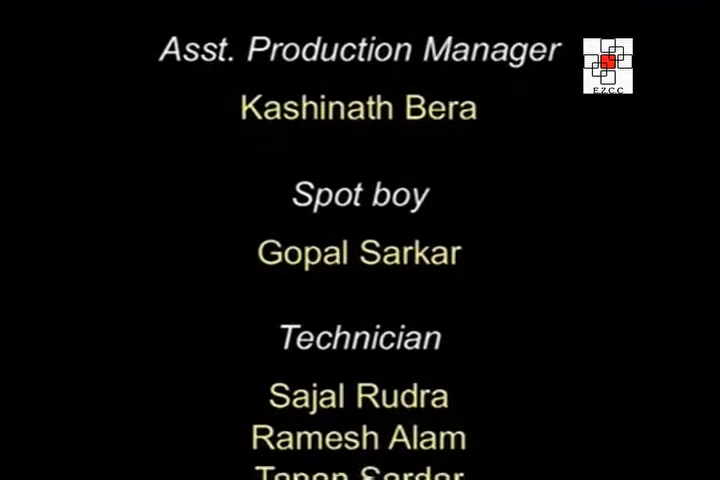 Asst. Production Manager
EZCC
Kashinath Bera
Spot boy
Gopal Sarkar
Technician
Sajal Rudra
Ramesh Alam